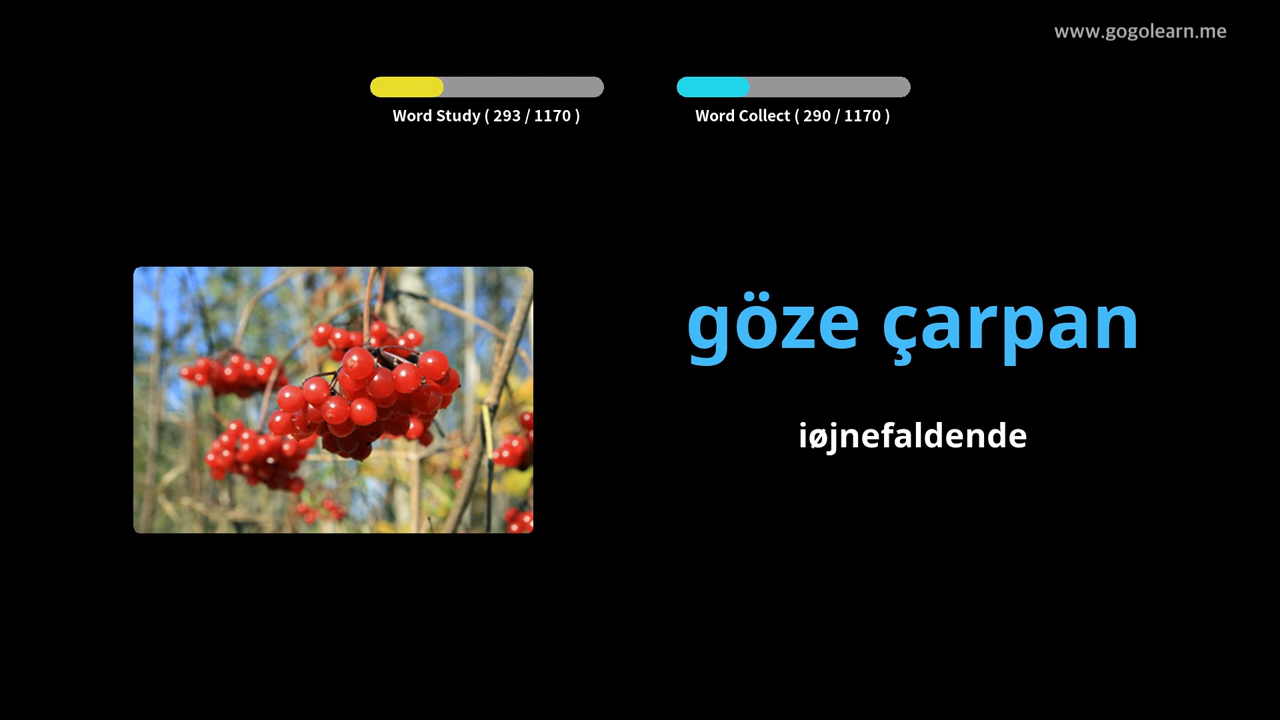 www.gogolearn.me
Word Study ( 293 / 1170 )
Word Collect ( 290 / 1170 )
göze çarpan
iøjnefaldende